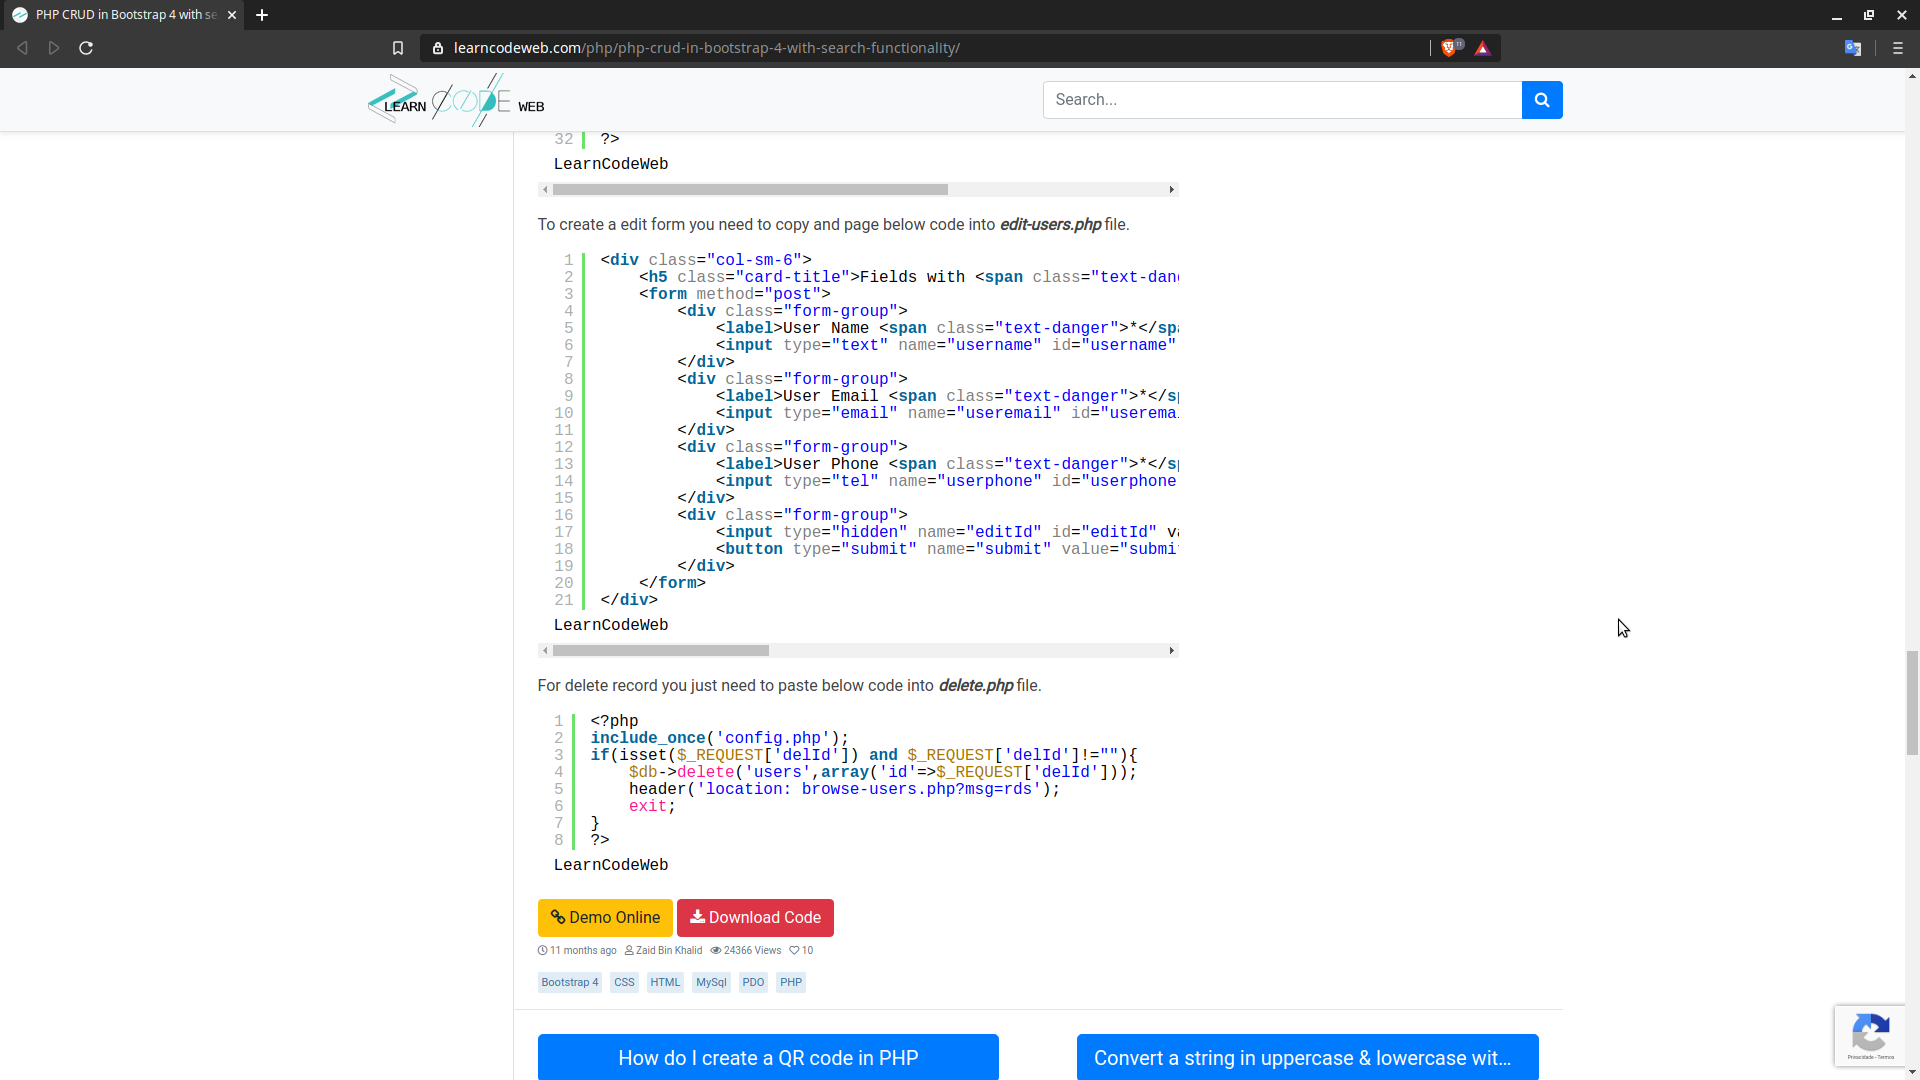 PHP CRUD in Bootstrap 4 with se
learncodeweb.com/php/php-crud-in-bootstrap-4-with-search-functionality/
LEARN CODE WEB
Search...
32 ?>
LearnCodeWeb
To create a edit form you need to copy and page below code into edit-users.php file.
1 <div class="col-sm-6">
2 <h5 class="card-title">Fields with <span class="text-dang
3 <form method="post">
4 <div class="form-group">
5 <label>User Name <span class="text-danger">*</spa
6 <input type="text" name="username" id="username"
7 </div>
8 <div class="form-group">
9 <label>User Email <span class="text-danger">*</sp
10 <input type="email" name="useremail" id="userema
11 </div>
12 <div class="form-group">
13 <label>User Phone <span class="text-danger">*</sp
14 <input type="tel" name="userphone" id="userphone
15 </div>
16 <div class="form-group">
17 <input type="hidden" name="editId" id="editId" va
18 <button type="submit" name="submit" value="submi
19 </div>
20 </form>
21 </div>
LearnCodeWeb
For delete record you just need to paste below code into delete.php file.
1 <?php
2 include_once('config.php');
3 if(isset($_REQUEST['delId']) and $_REQUEST['delId']!=""){
4 $db->delete('users',array('id'=>$_REQUEST['delId']));
5 header('location: browse-users.php?msg=rds');
6 exit;
7 }
8 ?>
LearnCodeWeb
Demo Online Download Code
11 months ago Zaid Bin Khalid 24366 Views 10
Bootstrap 4 CSS HTML MySql PDO PHP
How do I create a QR code in PHP
Convert a string in uppercase & lowercase wit...
Privacidade - Termos